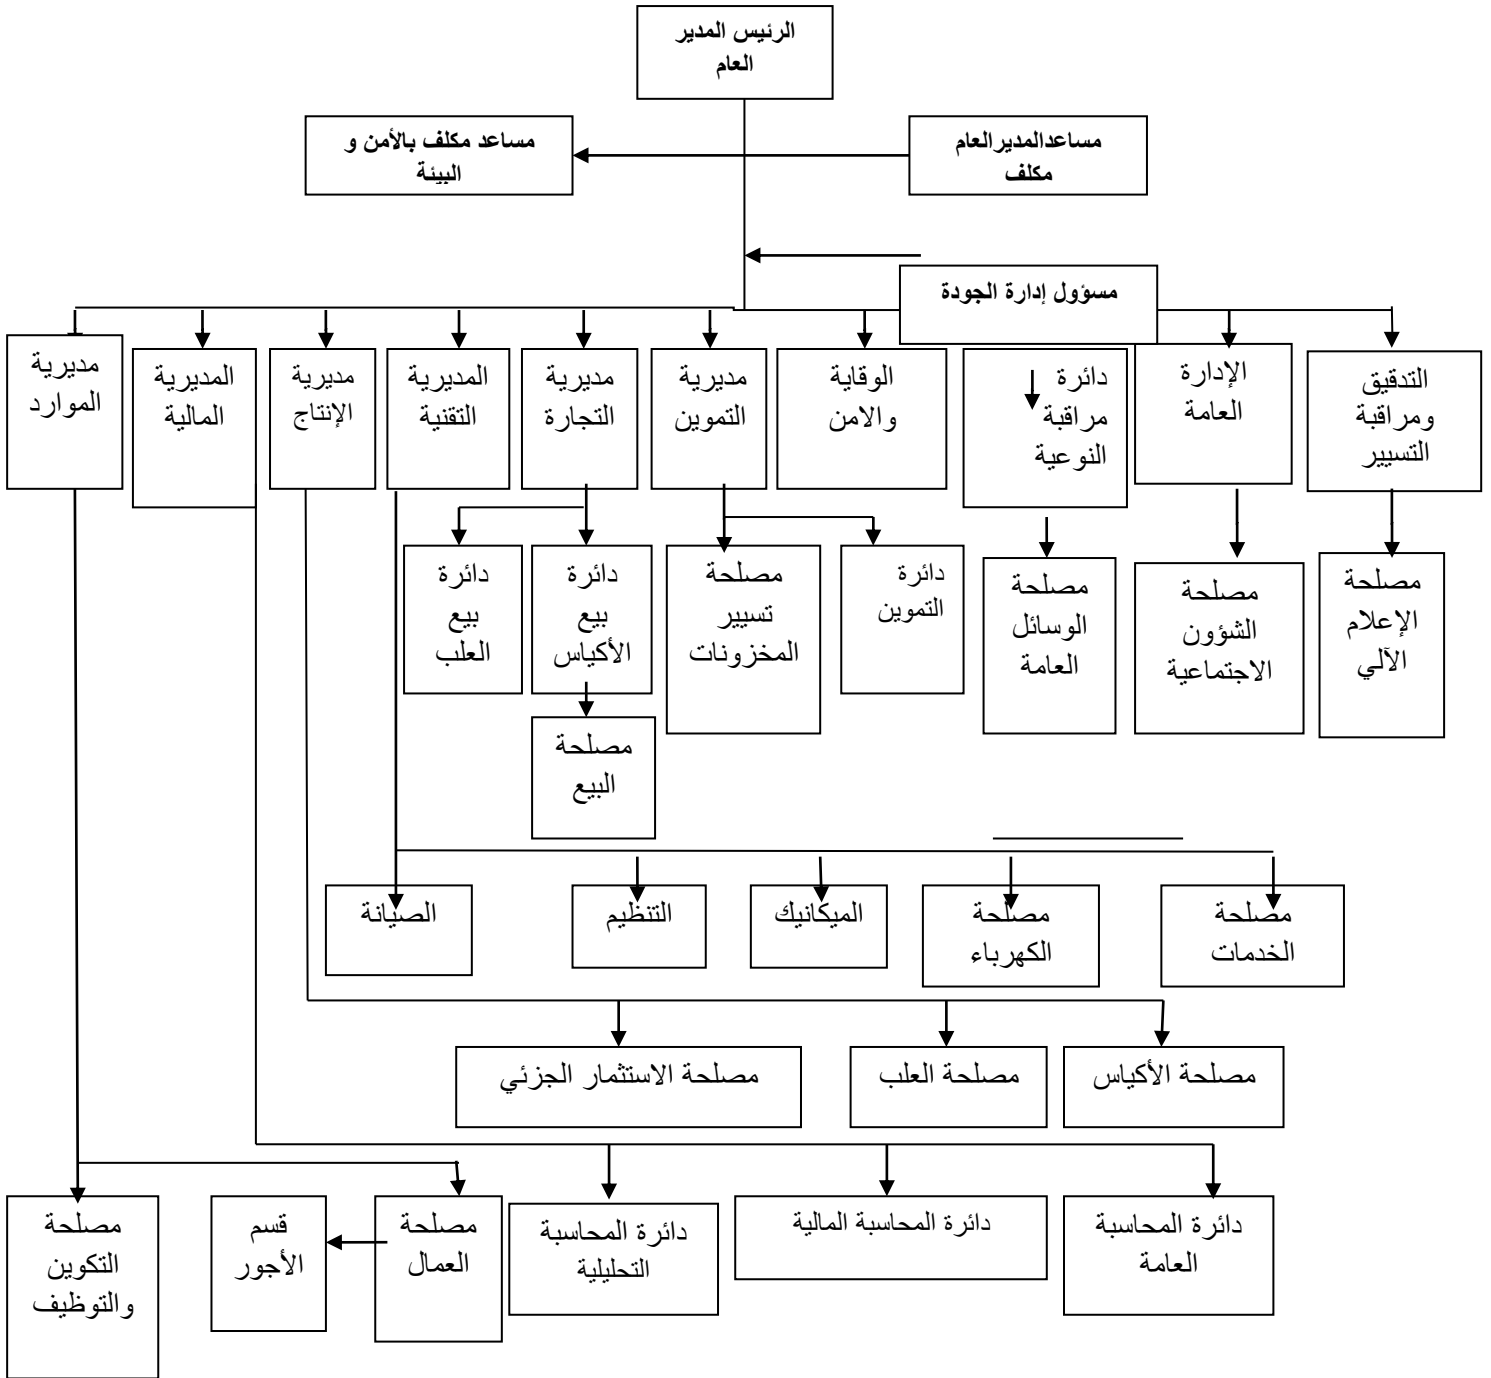 الرئيس المدير
العام
مساعدالمديرالعام
مكلف
مساعد مكلف بالأمن و
البيئة
مسؤول إدارة الجودة
التدقيق
ومراقبة
التسيير
الإدارة
العامة
دائرة
مراقبة
النوعية
الوقاية
والامن
مديرية
التموين
مديرية
التجارة
المديرية
التقنية
مديرية
الإنتاج
المديرية
المالية
مديرية
الموارد
مصلحة
الإعلام
الآلي
مصلحة
الشؤون
الاجتماعية
مصلحة
الوسائل
العامة
دائرة
التموين
مصلحة
تسيير
المخزونات
دائرة
بيع
الأكياس
دائرة
بيع
العلب
مصلحة
البيع
مصلحة
الخدمات
مصلحة
الكهرباء
الميكانيك
التنظيم
الصيانة
مصلحة الأكياس
مصلحة العلب
مصلحة الاستثمار الجزئي
دائرة المحاسبة
العامة
دائرة المحاسبة المالية
دائرة المحاسبة
التحليلية
مصلحة
العمال
قسم
الأجور
مصلحة
التكوين
والتوظيف